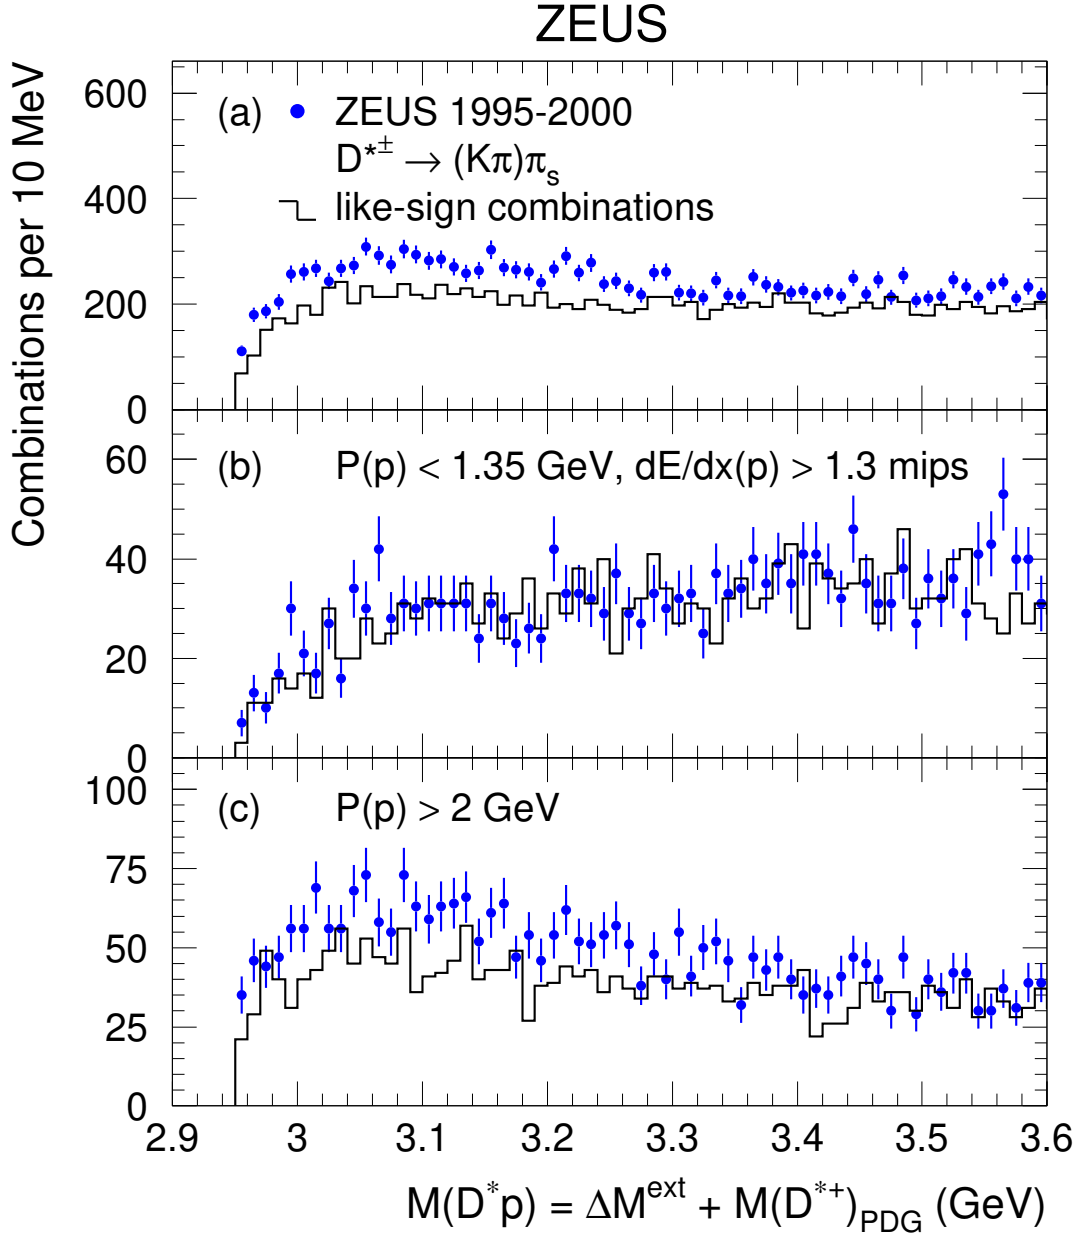 ZEUS
Combinations per 10 MeV
600
400
200
0
(a) ZEUS 1995-2000
D*± → (Kπ)πs
like-sign combinations
60
40
20
0
(b) P(p) < 1.35 GeV, dE/dx(p) > 1.3 mips
100
75
50
25
0
(c) P(p) > 2 GeV
2.9 3 3.1 3.2 3.3 3.4 3.5 3.6
M(D*p) = ΔM^ext + M(D*+)PDG (GeV)